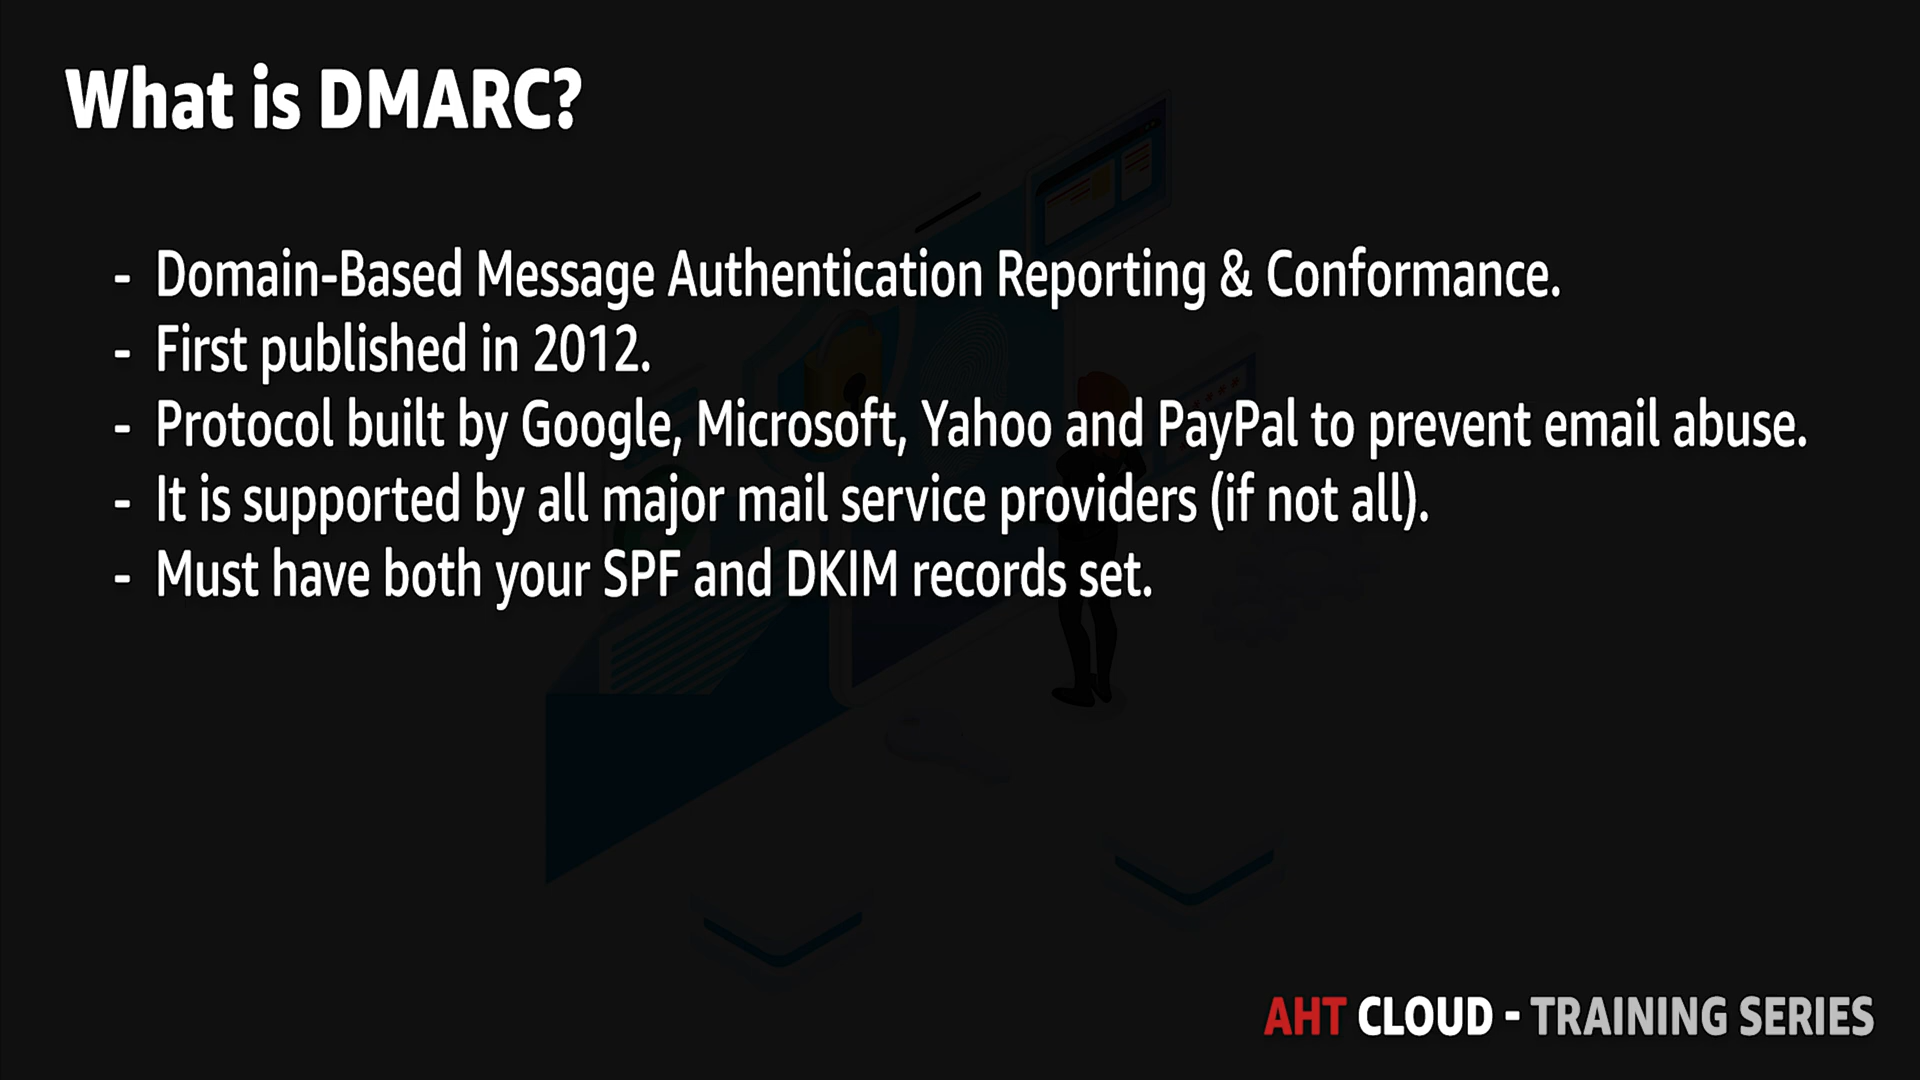 What is DMARC?
- Domain-Based Message Authentication Reporting & Conformance.
- First published in 2012.
- Protocol built by Google, Microsoft, Yahoo and PayPal to prevent email abuse.
- It is supported by all major mail service providers (if not all).
- Must have both your SPF and DKIM records set.
AHT CLOUD - TRAINING SERIES